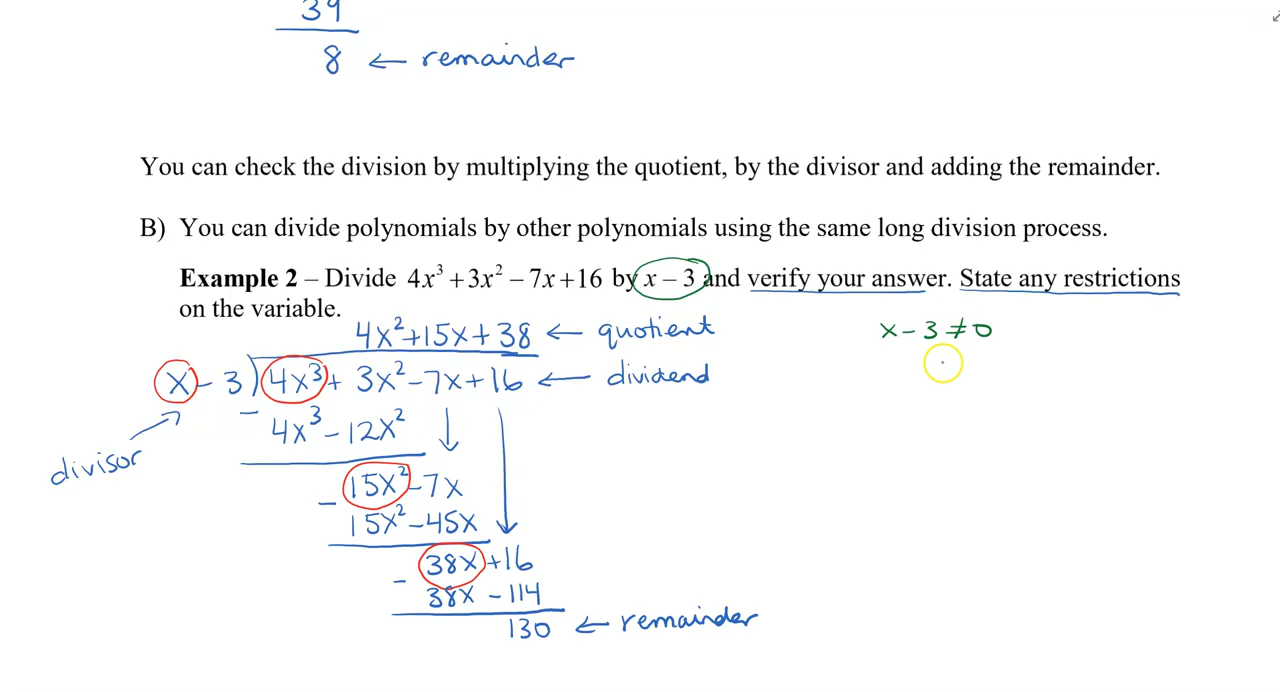 39
8 ← remainder
You can check the division by multiplying the quotient, by the divisor and adding the remainder.
B) You can divide polynomials by other polynomials using the same long division process.
Example 2 – Divide 4x³ + 3x² − 7x + 16 by x − 3 and verify your answer. State any restrictions
on the variable.
4x² + 15x + 38 ← quotient
x − 3 ≠ 0
x − 3 ) 4x³ + 3x² − 7x + 16 ← dividend
− 4x³ − 12x²
divisor
− 15x² − 7x
15x² − 45x
− 38x + 16
38x − 114
130 ← remainder